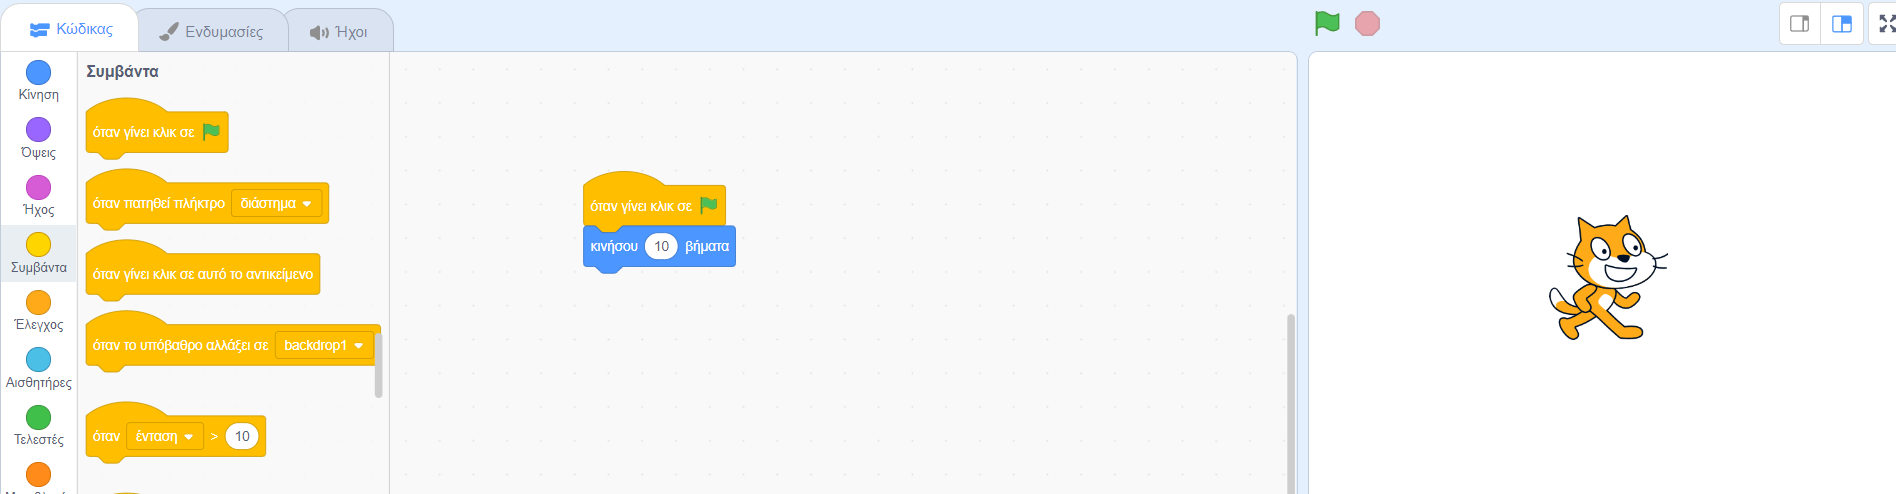 Κώδικας
Ενδυμασίες
Ήχοι
Κίνηση
Όψεις
Ήχος
Συμβάντα
Έλεγχος
Αισθητήρες
Τελεστές
Συμβάντα
όταν γίνει κλικ σε
όταν πατηθεί πλήκτρο διάστημα
όταν γίνει κλικ σε αυτό το αντικείμενο
όταν το υπόβαθρο αλλάξει σε backdrop1
όταν ένταση > 10
όταν γίνει κλικ σε
κινήσου 10 βήματα